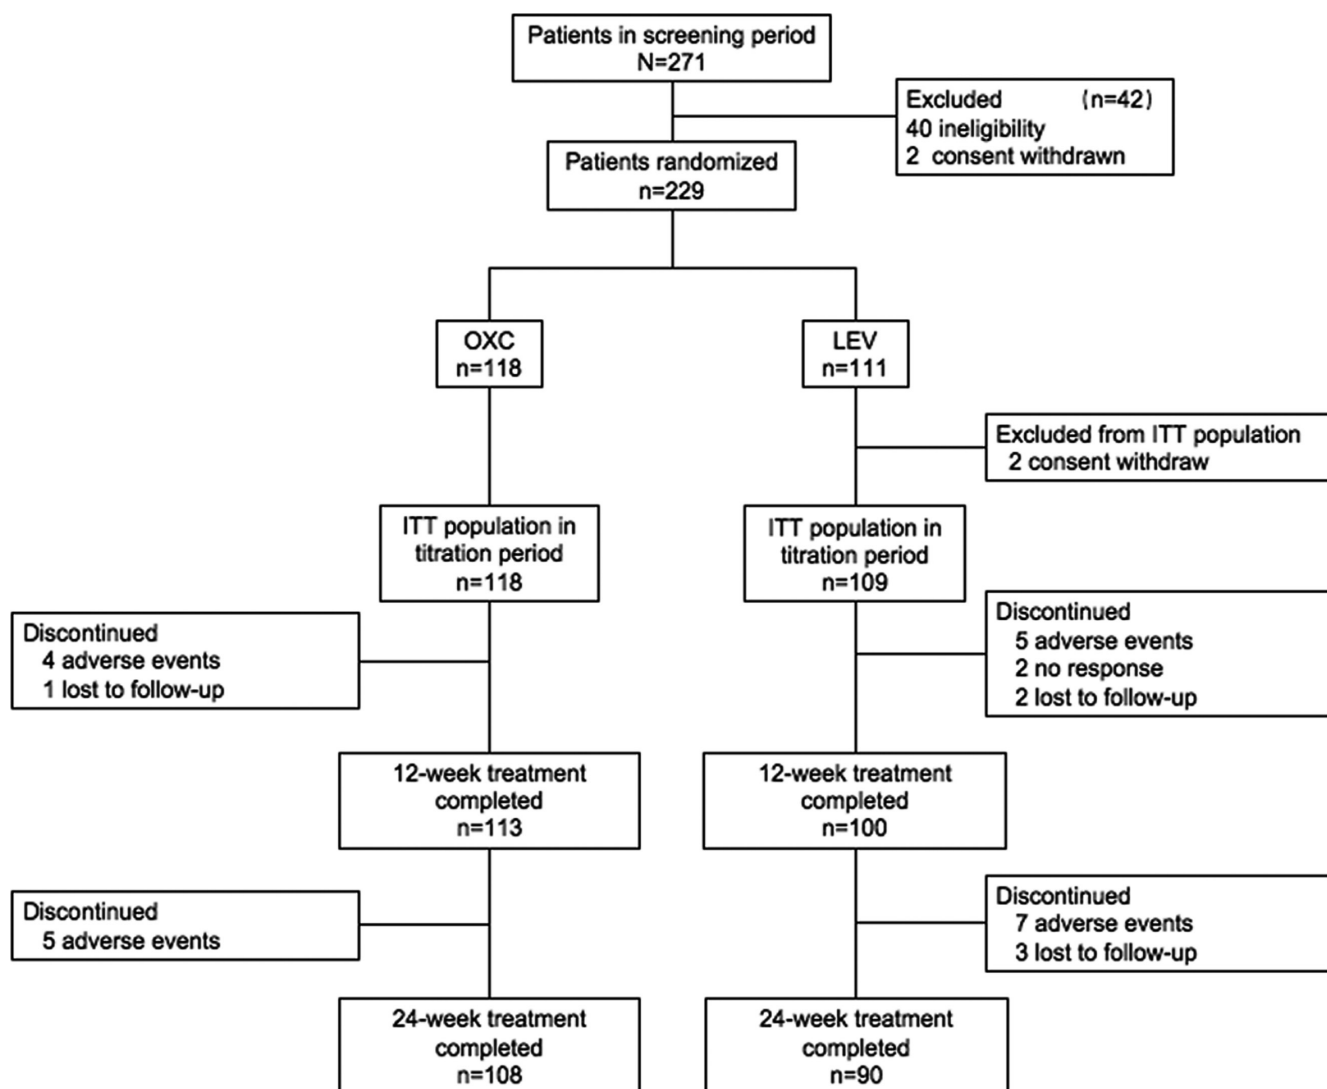 Patients in screening period
N=271
Excluded (n=42)
40 ineligibility
2 consent withdrawn
Patients randomized
n=229
OXC
n=118
LEV
n=111
Excluded from ITT population
2 consent withdraw
ITT population in
titration period
n=118
ITT population in
titration period
n=109
Discontinued
4 adverse events
1 lost to follow-up
Discontinued
5 adverse events
2 no response
2 lost to follow-up
12-week treatment
completed
n=113
12-week treatment
completed
n=100
Discontinued
5 adverse events
Discontinued
7 adverse events
3 lost to follow-up
24-week treatment
completed
n=108
24-week treatment
completed
n=90